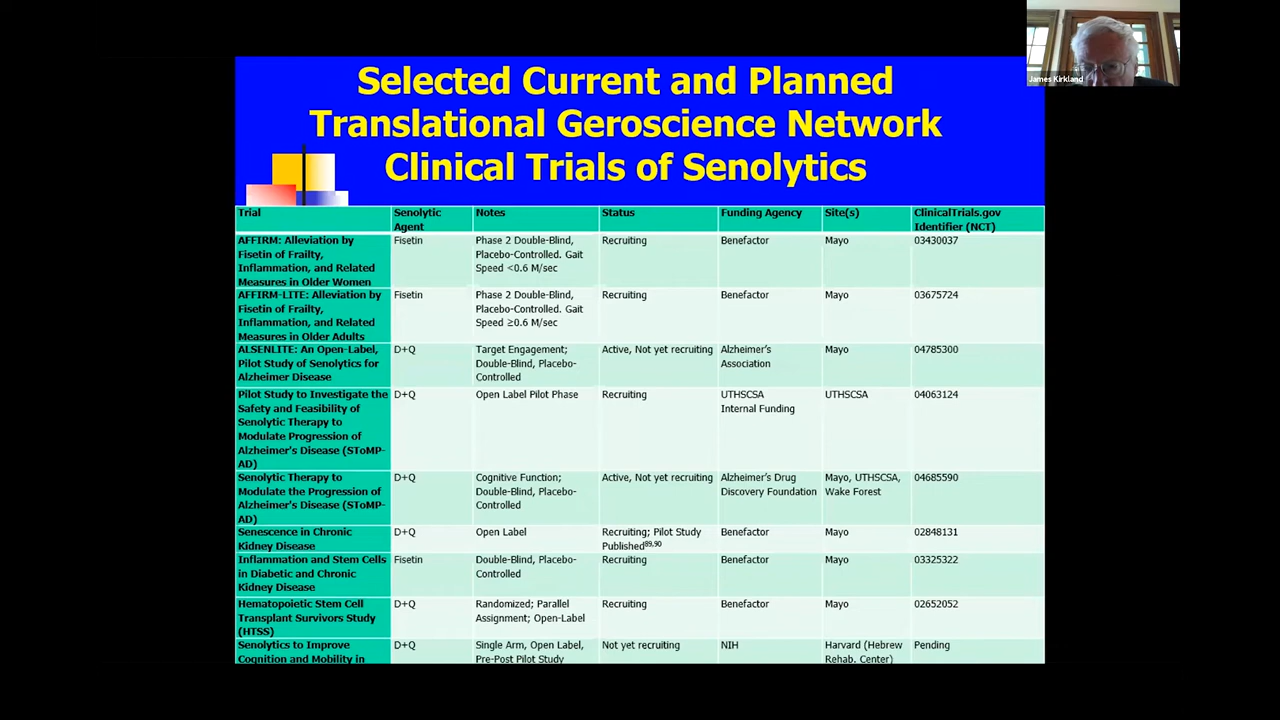 James Kirkland
Selected Current and Planned
Translational Geroscience Network
Clinical Trials of Senolytics
Trial
Senolytic
Agent
Notes
Status
Funding Agency
Site(s)
ClinicalTrials.gov
Identifier (NCT)
AFFIRM: Alleviation by
Fisetin of Frailty,
Inflammation, and Related
Measures in Older Women
Fisetin
Phase 2 Double-Blind,
Placebo-Controlled. Gait
Speed <0.6 M/sec
Recruiting
Benefactor
Mayo
03430037
AFFIRM-LITE: Alleviation by
Fisetin of Frailty,
Inflammation, and Related
Measures in Older Adults
Fisetin
Phase 2 Double-Blind,
Placebo-Controlled. Gait
Speed ≥0.6 M/sec
Recruiting
Benefactor
Mayo
03675724
ALSENLITE: An Open-Label,
Pilot Study of Senolytics for
Alzheimer Disease
D+Q
Target Engagement;
Double-Blind, Placebo-
Controlled
Active, Not yet recruiting
Alzheimer's
Association
Mayo
04785300
Pilot Study to Investigate the
Safety and Feasibility of
Senolytic Therapy to
Modulate Progression of
Alzheimer's Disease (SToMP-
AD)
D+Q
Open Label Pilot Phase
Recruiting
UTHSCSA
Internal Funding
UTHSCSA
04063124
Senolytic Therapy to
Modulate the Progression of
Alzheimer's Disease (SToMP-
AD)
D+Q
Cognitive Function;
Double-Blind, Placebo-
Controlled
Active, Not yet recruiting
Alzheimer's Drug
Discovery Foundation
Mayo, UTHSCSA,
Wake Forest
04685590
Senescence in Chronic
Kidney Disease
D+Q
Open Label
Recruiting; Pilot Study
Published89,90
Benefactor
Mayo
02848131
Inflammation and Stem Cells
in Diabetic and Chronic
Kidney Disease
Fisetin
Double-Blind, Placebo-
Controlled
Recruiting
Benefactor
Mayo
03325322
Hematopoietic Stem Cell
Transplant Survivors Study
(HTSS)
D+Q
Randomized; Parallel
Assignment; Open-Label
Recruiting
Benefactor
Mayo
02652052
Senolytics to Improve
Cognition and Mobility in
D+Q
Single Arm, Open Label,
Pre-Post Pilot Study
Not yet recruiting
NIH
Harvard (Hebrew
Rehab. Center)
Pending